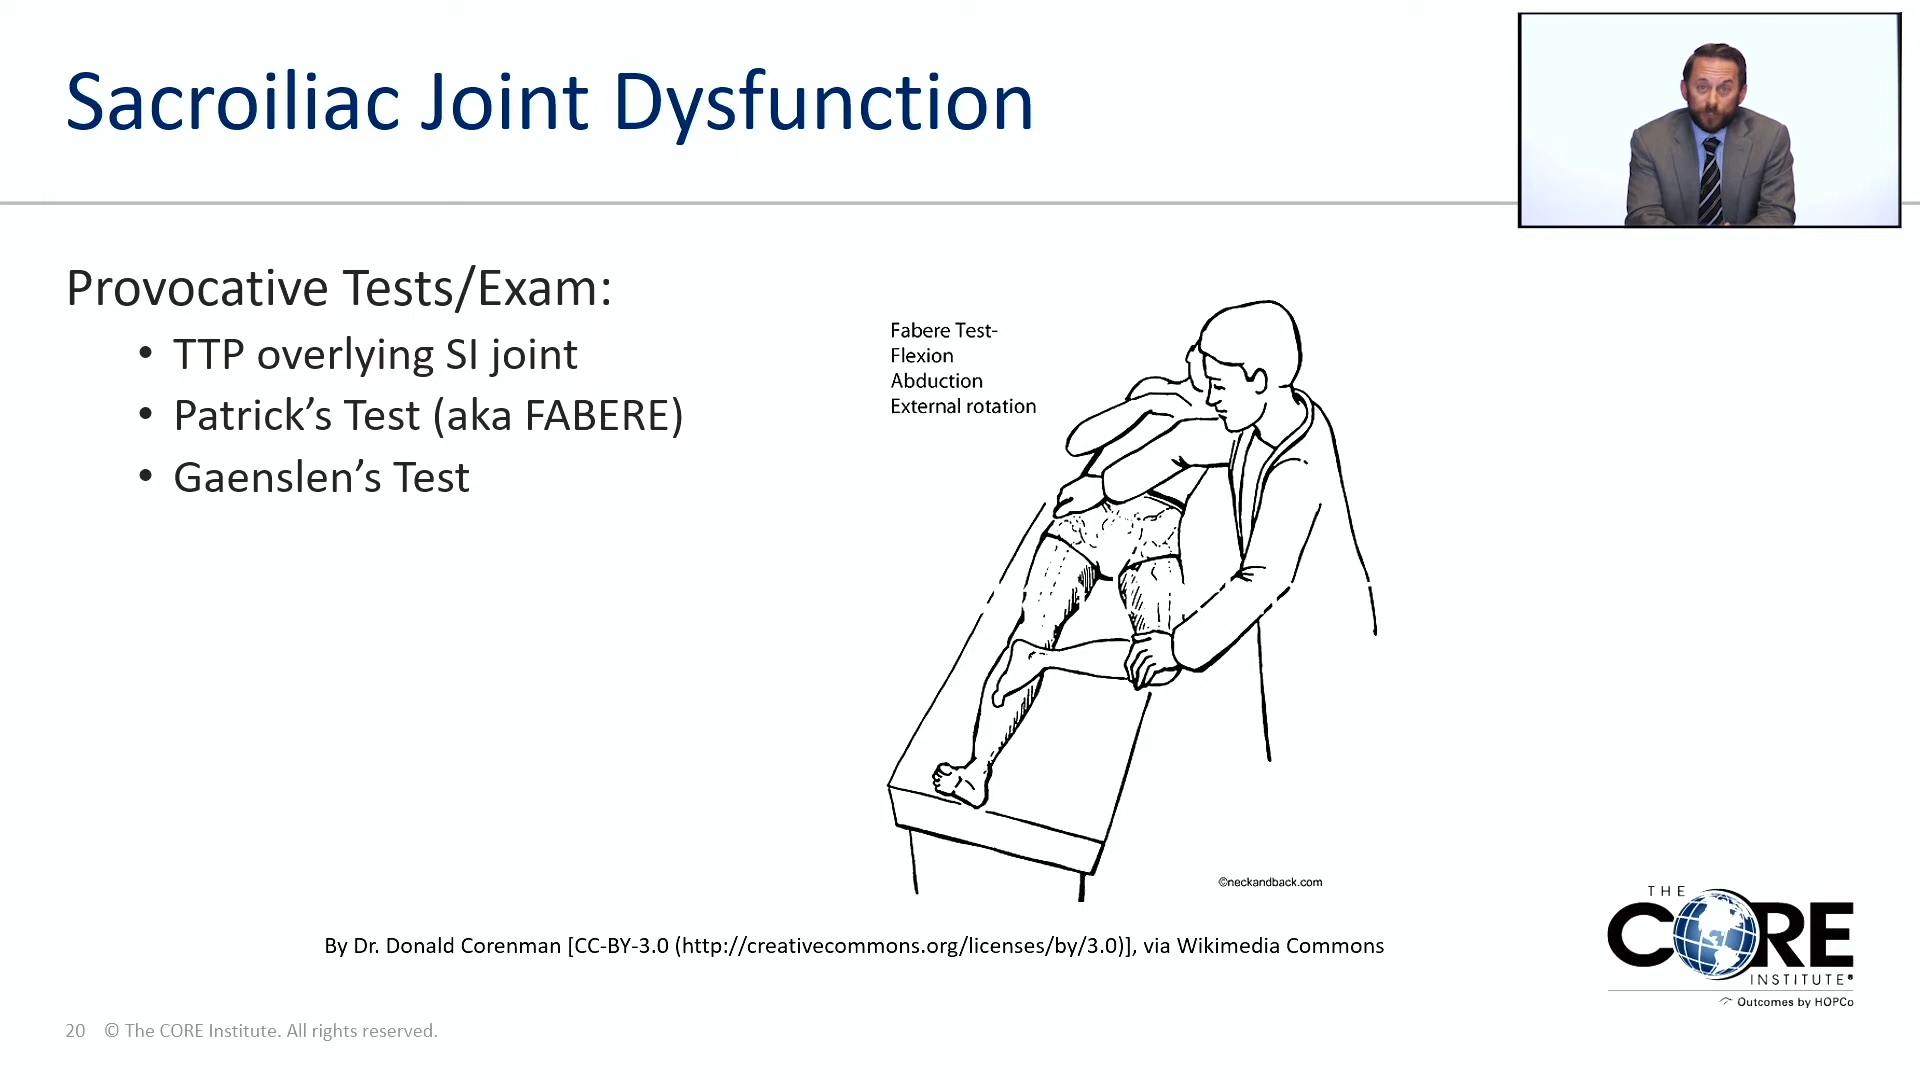 Sacroiliac Joint Dysfunction
Provocative Tests/Exam:
• TTP overlying SI joint
• Patrick’s Test (aka FABERE)
• Gaenslen’s Test
Fabere Test-
Flexion
Abduction
External rotation
©neckandback.com
By Dr. Donald Corenman [CC-BY-3.0 (http://creativecommons.org/licenses/by/3.0)], via Wikimedia Commons
THE
CORE
INSTITUTE®
Outcomes by HOPCo
20 © The CORE Institute. All rights reserved.